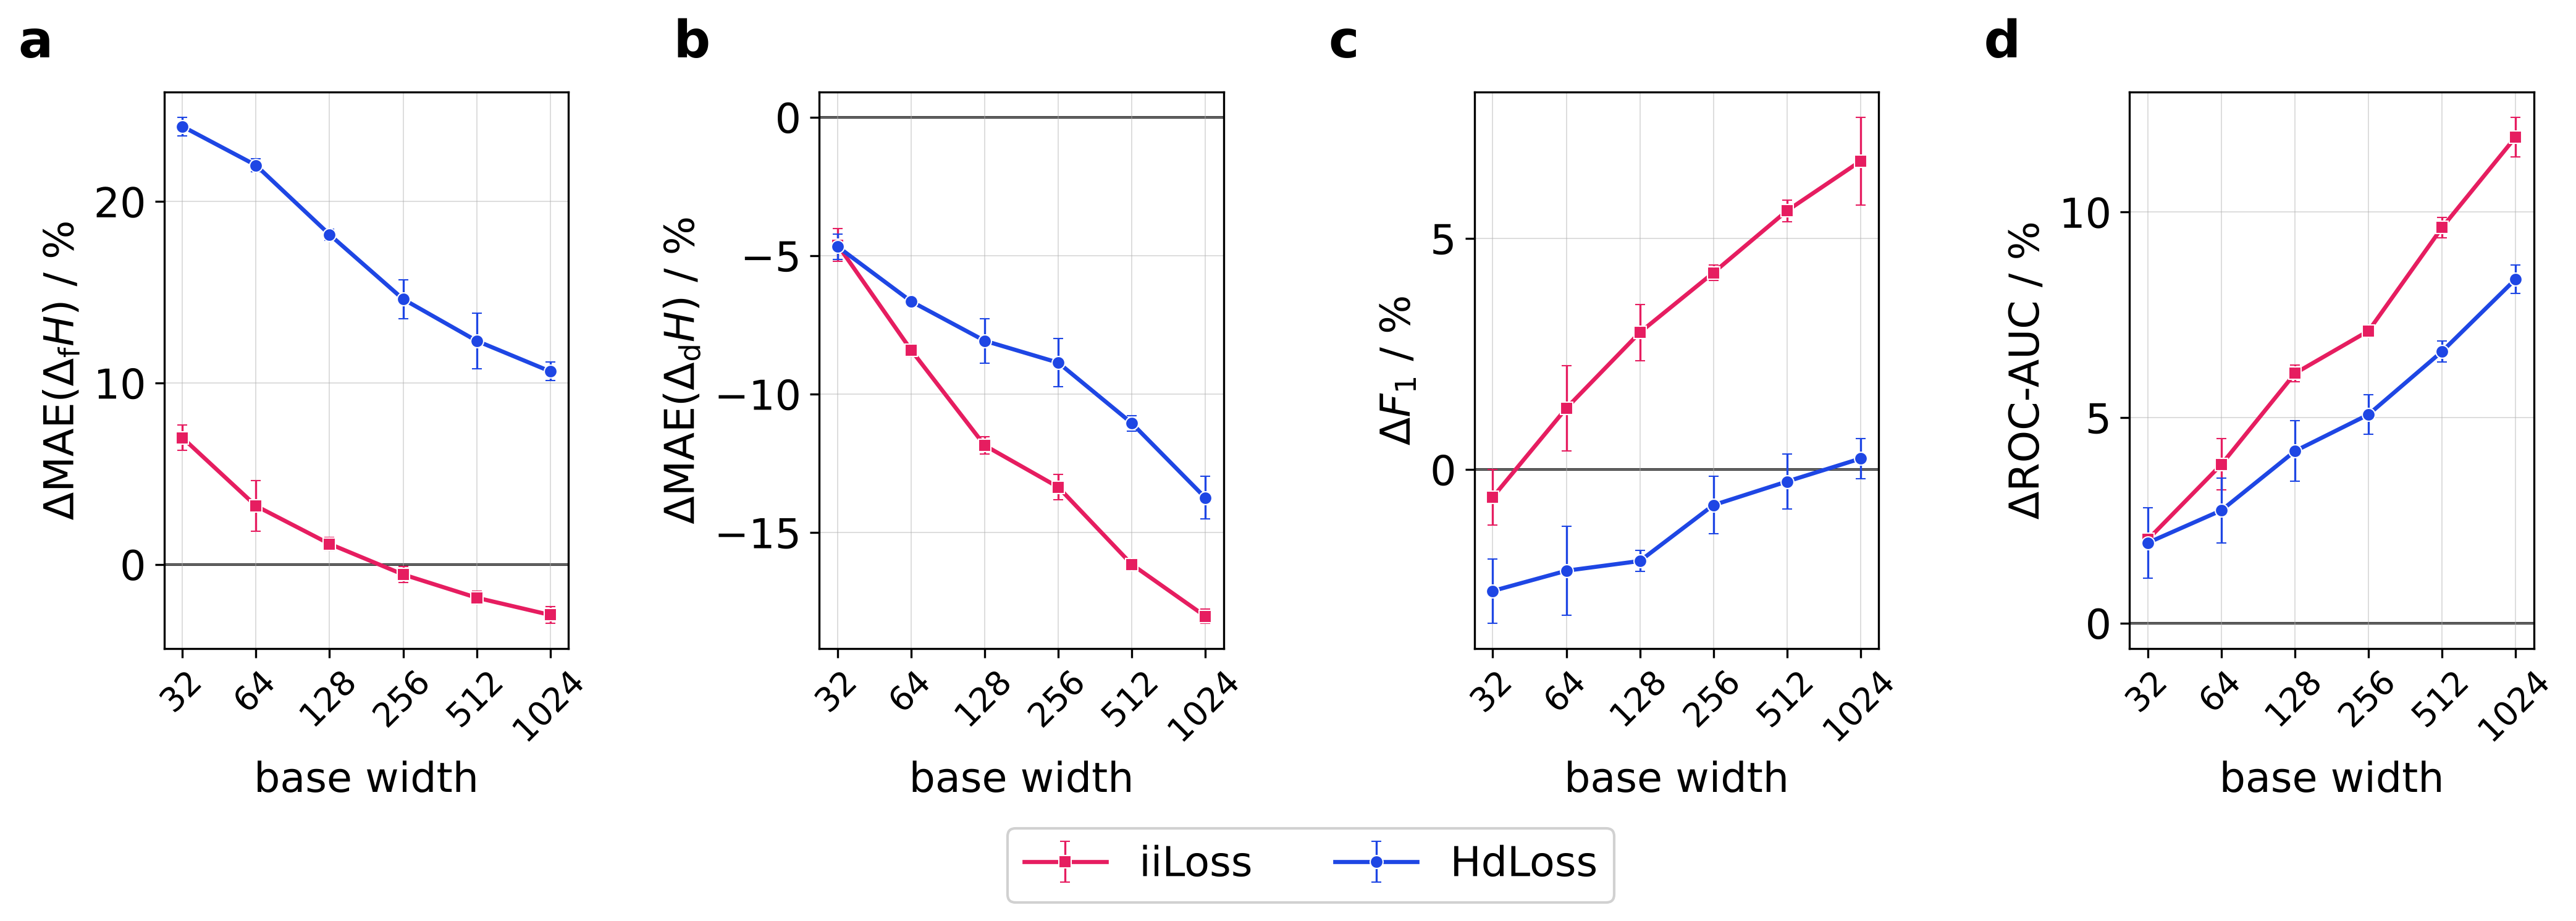 a
ΔMAE(Δ_fH) / %
20
10
0
32
64
128
256
512
1024
base width
b
ΔMAE(Δ_dH) / %
0
−5
−10
−15
32
64
128
256
512
1024
base width
c
ΔF₁ / %
5
0
32
64
128
256
512
1024
base width
d
ΔROC-AUC / %
10
5
0
32
64
128
256
512
1024
base width
iiLoss
HdLoss